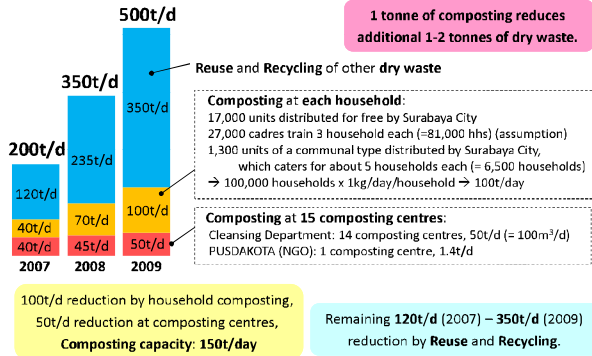 500t/d
1 tonne of composting reduces
additional 1-2 tonnes of dry waste.
350t/d
Reuse and Recycling of other dry waste
Composting at each household:
17,000 units distributed for free by Surabaya City
27,000 cadres train 3 household each (=81,000 hhs) (assumption)
1,300 units of a communal type distributed by Surabaya City,
which caters for about 5 households each (= 6,500 households)
→ 100,000 households x 1kg/day/household → 100t/day
200t/d
350t/d
235t/d
120t/d
100t/d
70t/d
40t/d
Composting at 15 composting centres:
Cleansing Department: 14 composting centres, 50t/d (= 100m³/d)
PUSDAKOTA (NGO): 1 composting centre, 1.4t/d
40t/d
45t/d
50t/d
2007
2008
2009
100t/d reduction by household composting,
50t/d reduction at composting centres,
Composting capacity: 150t/day
Remaining 120t/d (2007) – 350t/d (2009)
reduction by Reuse and Recycling.